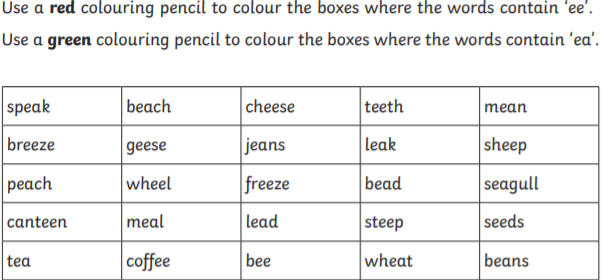 Use a red colouring pencil to colour the boxes where the words contain ‘ee’.
Use a green colouring pencil to colour the boxes where the words contain ‘ea’.
speak beach cheese teeth mean
breeze geese jeans leak sheep
peach wheel freeze bead seagull
canteen meal lead steep seeds
tea coffee bee wheat beans